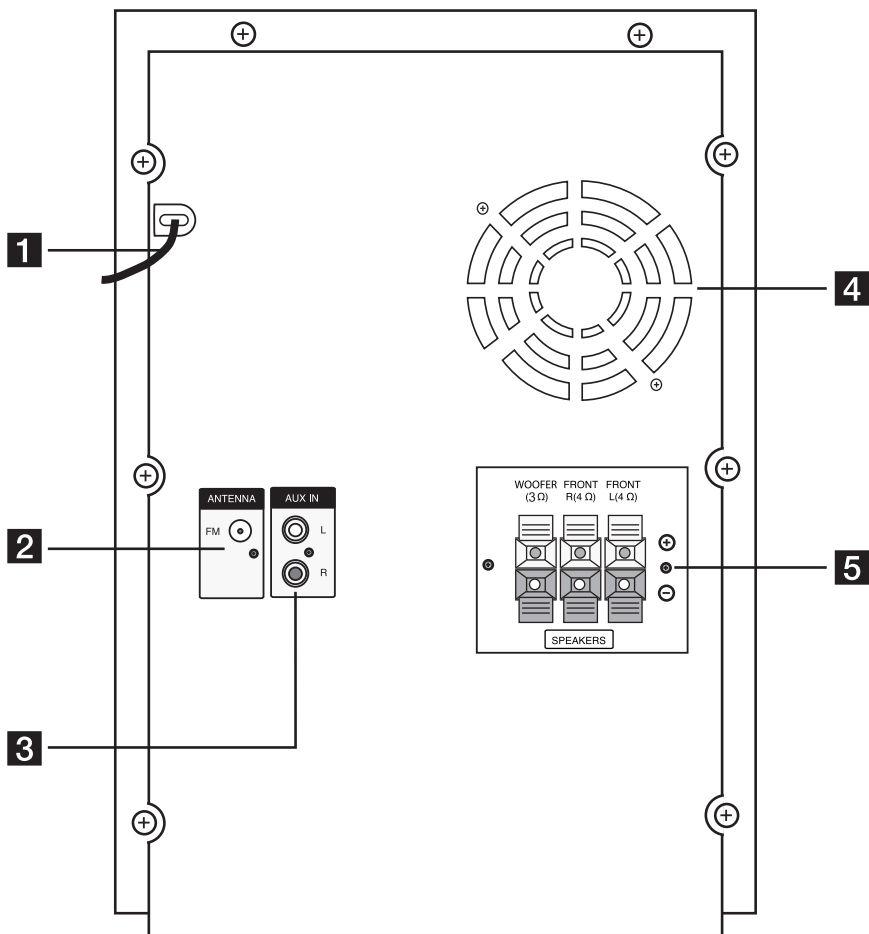 1
ANTENNA
FM
2
AUX IN
L
R
3
4
WOOFER FRONT FRONT
(3 Ω) R(4 Ω) L(4 Ω)
+
−
SPEAKERS
5